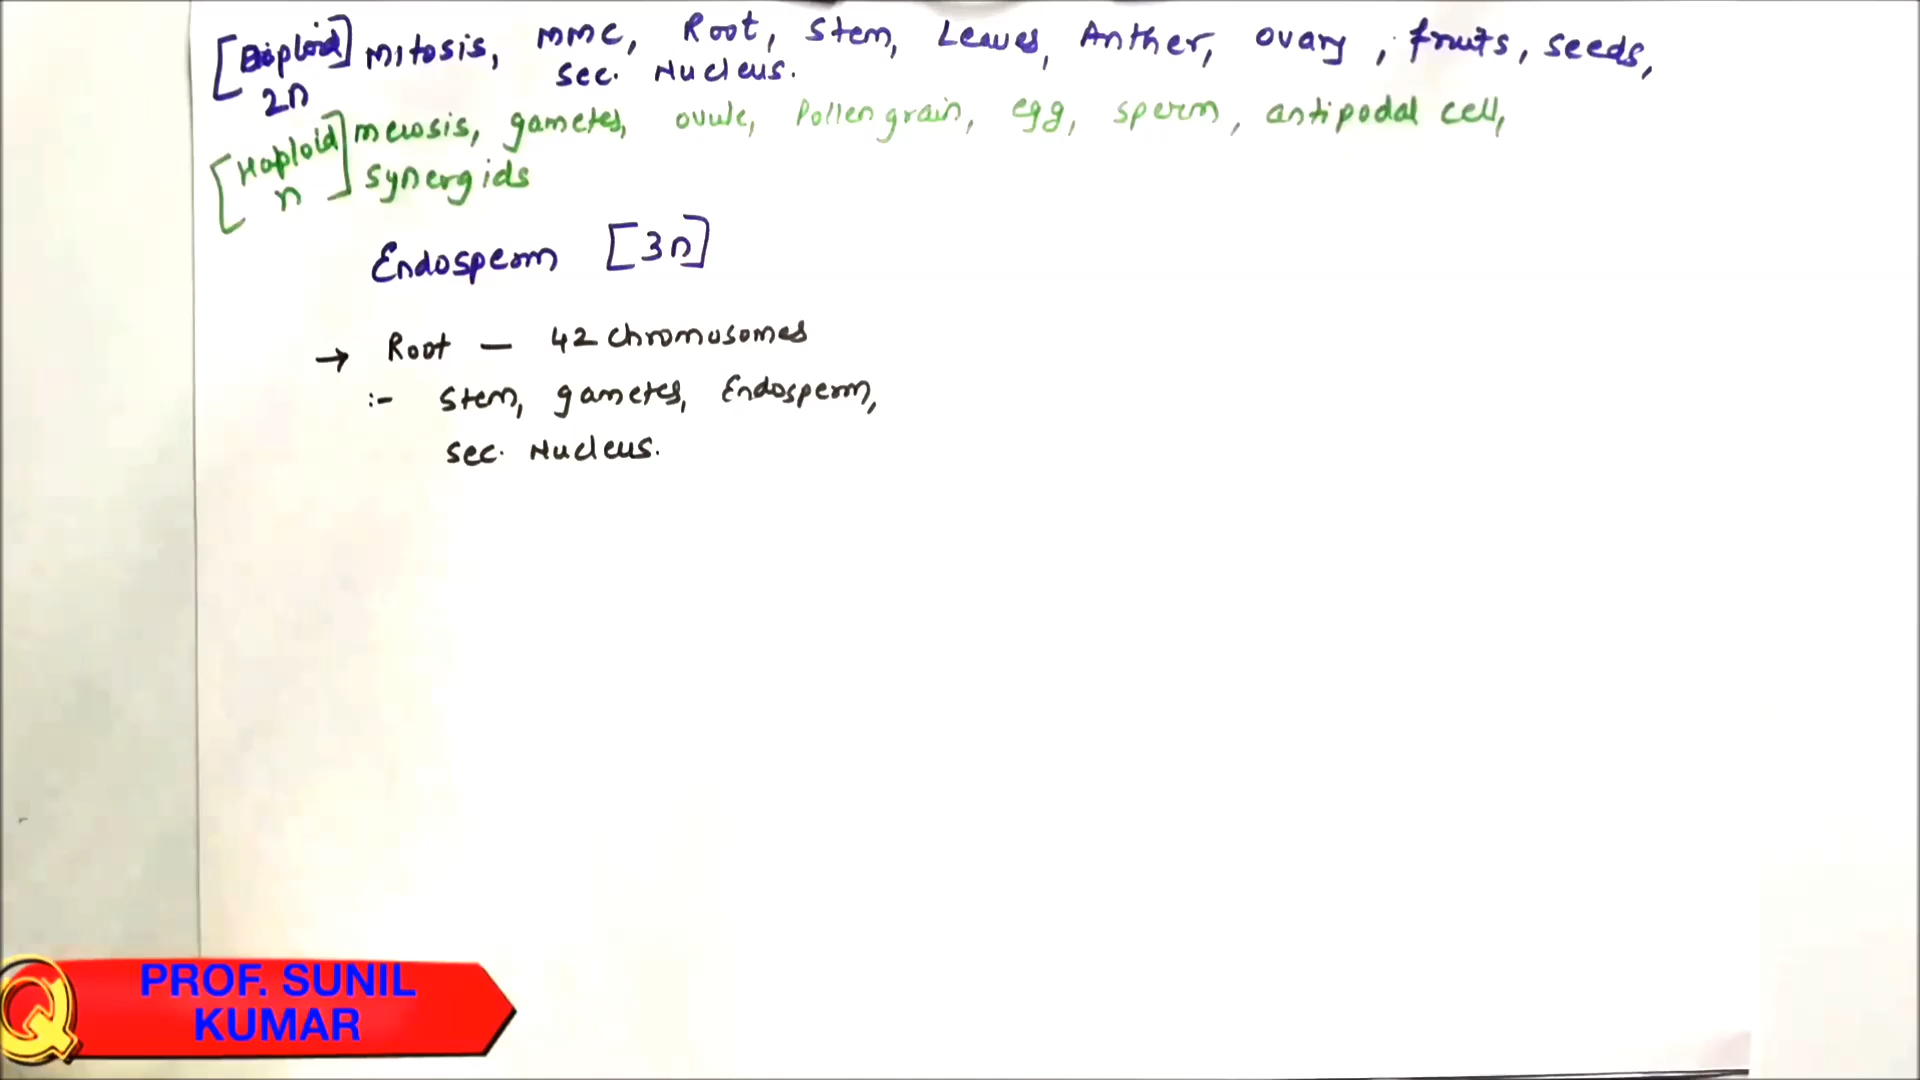 [Diploid] mitosis, mmc, Root, Stem, Leaves, Anther, ovary, fruits, seeds,
2n sec. Nucleus.
[Haploid] meiosis, gametes, ovule, Pollen grain, egg, sperm, antipodal cell,
n synergids
Endosperm [3n]
→ Root — 42 chromosomes
:- Stem, gametes, Endosperm,
sec. Nucleus.
PROF. SUNIL
KUMAR